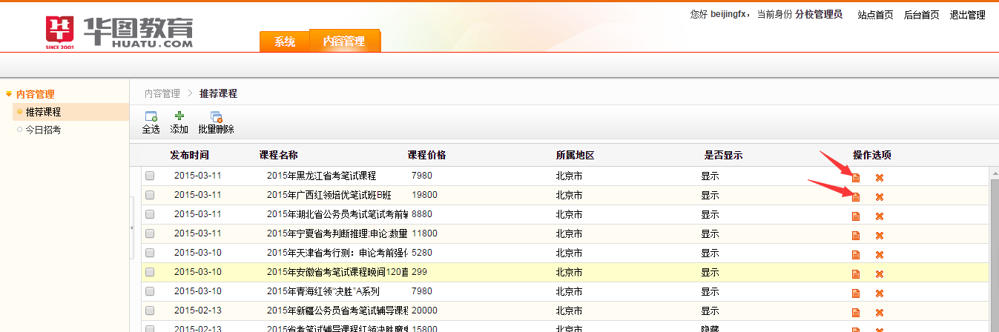 您好 beijingfx，当前身份 分校管理员 站点首页 后台首页 退出管理
华图教育
HUATU.COM
SINCE 2001
系统 内容管理
内容管理
推荐课程
今日招考
内容管理 > 推荐课程
全选 添加 批量删除
发布时间 课程名称 课程价格 所属地区 是否显示 操作选项
2015-03-11 2015年黑龙江省考笔试课程 7980 北京市 显示
2015-03-11 2015年广西红领培优笔试班B班 19800 北京市 显示
2015-03-11 2015年湖北省公务员考试笔试考前 8880 北京市 显示
2015-03-11 2015年宁夏省考判断推理;申论;数量 11800 北京市 显示
2015-03-10 2015年天津省考行测：申论考前强 5280 北京市 显示
2015-03-10 2015年安徽省考笔试课程晚间120 299 北京市 显示
2015-03-10 2015年青海红领“决胜”A系列 7980 北京市 显示
2015-02-13 2015年新疆公务员省考笔试辅导课程 20000 北京市 显示
2015-02-13 2015省考笔试辅导课程红领决胜魔鬼 15800 北京市 隐藏